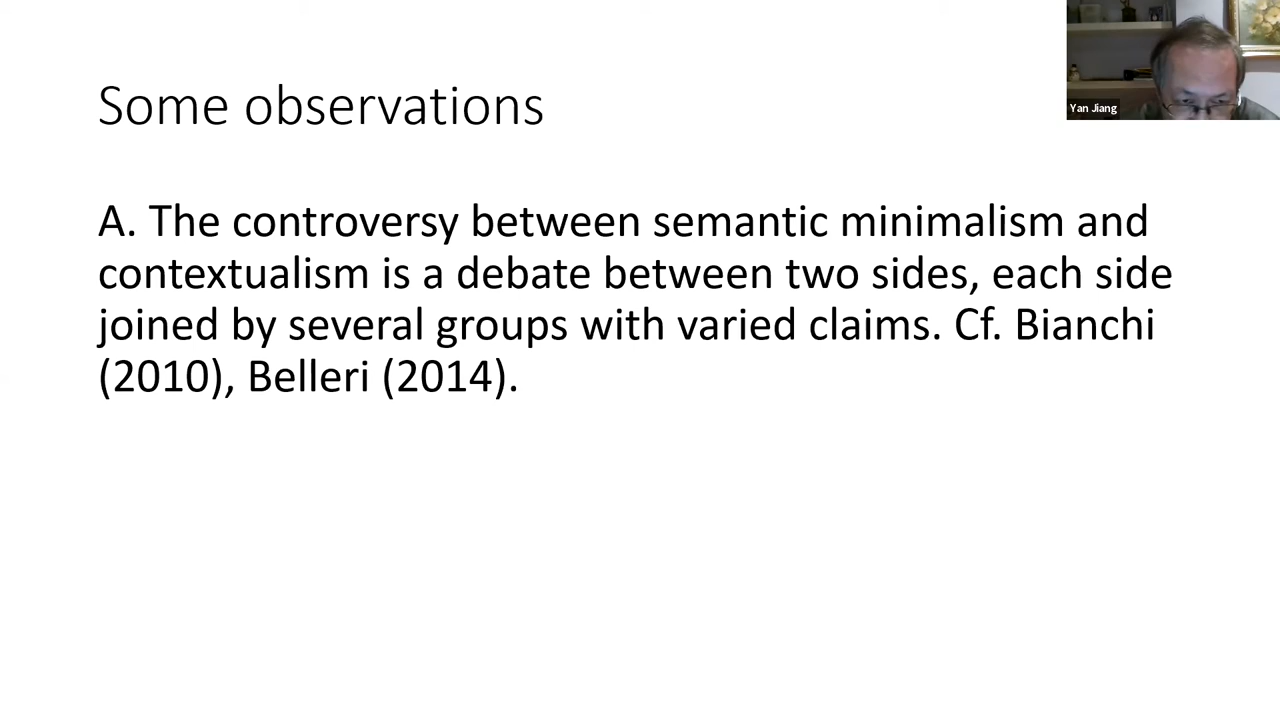 Some observations
Yan Jiang
A. The controversy between semantic minimalism and
contextualism is a debate between two sides, each side
joined by several groups with varied claims. Cf. Bianchi
(2010), Belleri (2014).